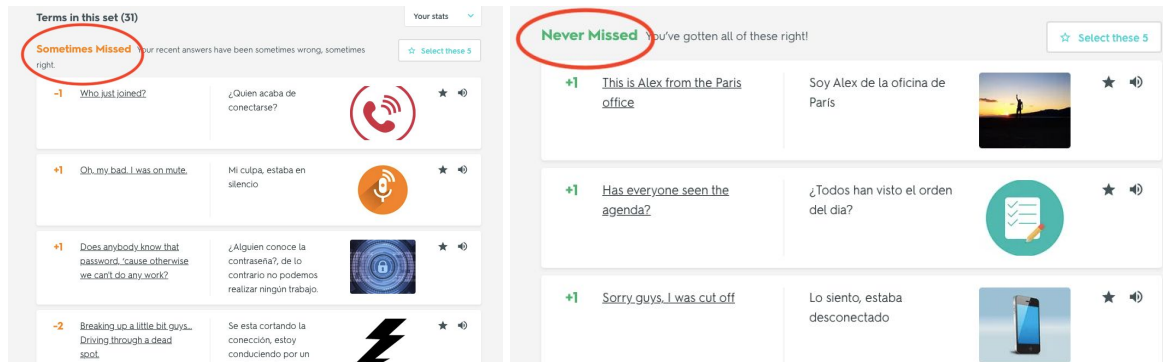 Terms in this set (31)
Your stats
Sometimes Missed Your recent answers have been sometimes wrong, sometimes
right.
Select these 5
-1
Who just joined?
¿Quien acaba de
conectarse?
+1
Oh, my bad. I was on mute.
Mi culpa, estaba en
silencio
+1
Does anybody know that
password, 'cause otherwise
we can't do any work?
¿Alguien conoce la
contraseña?, de lo
contrario no podemos
realizar ningún trabajo.
-2
Breaking up a little bit guys...
Driving through a dead
spot.
Se esta cortando la
conección, estoy
conduciendo por un
Never Missed You've gotten all of these right!
Select these 5
+1
This is Alex from the Paris
office
Soy Alex de la oficina de
París
+1
Has everyone seen the
agenda?
¿Todos han visto el orden
del dia?
+1
Sorry guys, I was cut off
Lo siento, estaba
desconectado